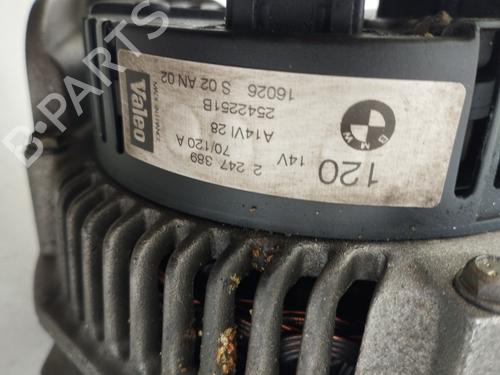 BMW
120
14V 2 247 389
70/120 A
A14VI 28
2542251B
16026 S 02 AN 02
Valeo
B-PARTS